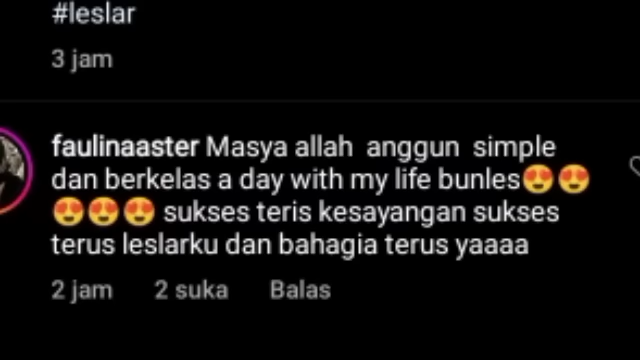 #leslar
3 jam
faulinaaster Masya allah anggun simple
dan berkelas a day with my life bunles😍😍
😍😍😍 sukses teris kesayangan sukses
terus leslarku dan bahagia terus yaaaa
2 jam 2 suka Balas